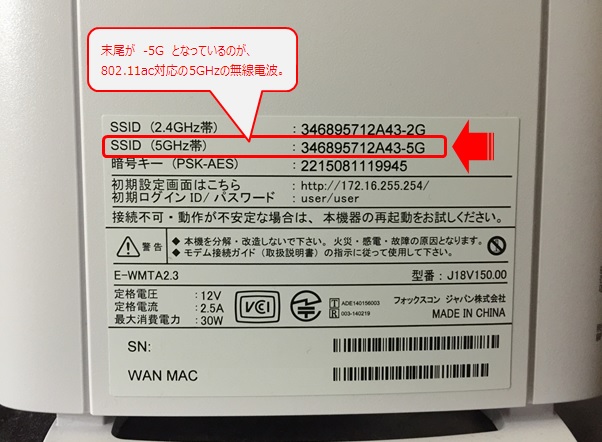 末尾が -5G となっているのが、
802.11ac対応の5GHzの無線電波。
SSID (2.4GHz帯) : 346895712A43-2G
SSID (5GHz帯) : 346895712A43-5G
暗号キー (PSK-AES) : 2215081119945
初期設定画面はこちら : http://172.16.255.254/
初期ログインID/パスワード : user/user
接続不可・動作が不安定な場合は、本機器の再起動をお試しください。
警告 ◆本機を分解・改造しないで下さい。火災・感電・故障の原因となります。
◆モデム接続ガイド(取扱説明書)の指示に従って使用して下さい。
E-WMTA2.3 型番:J18V150.00
定格電圧 : 12V
定格電流 : 2.5A
最大消費電力 : 30W
VCI
T ADE140156003
R 003-140219
フォックスコン ジャパン株式会社
MADE IN CHINA
SN:
WAN MAC